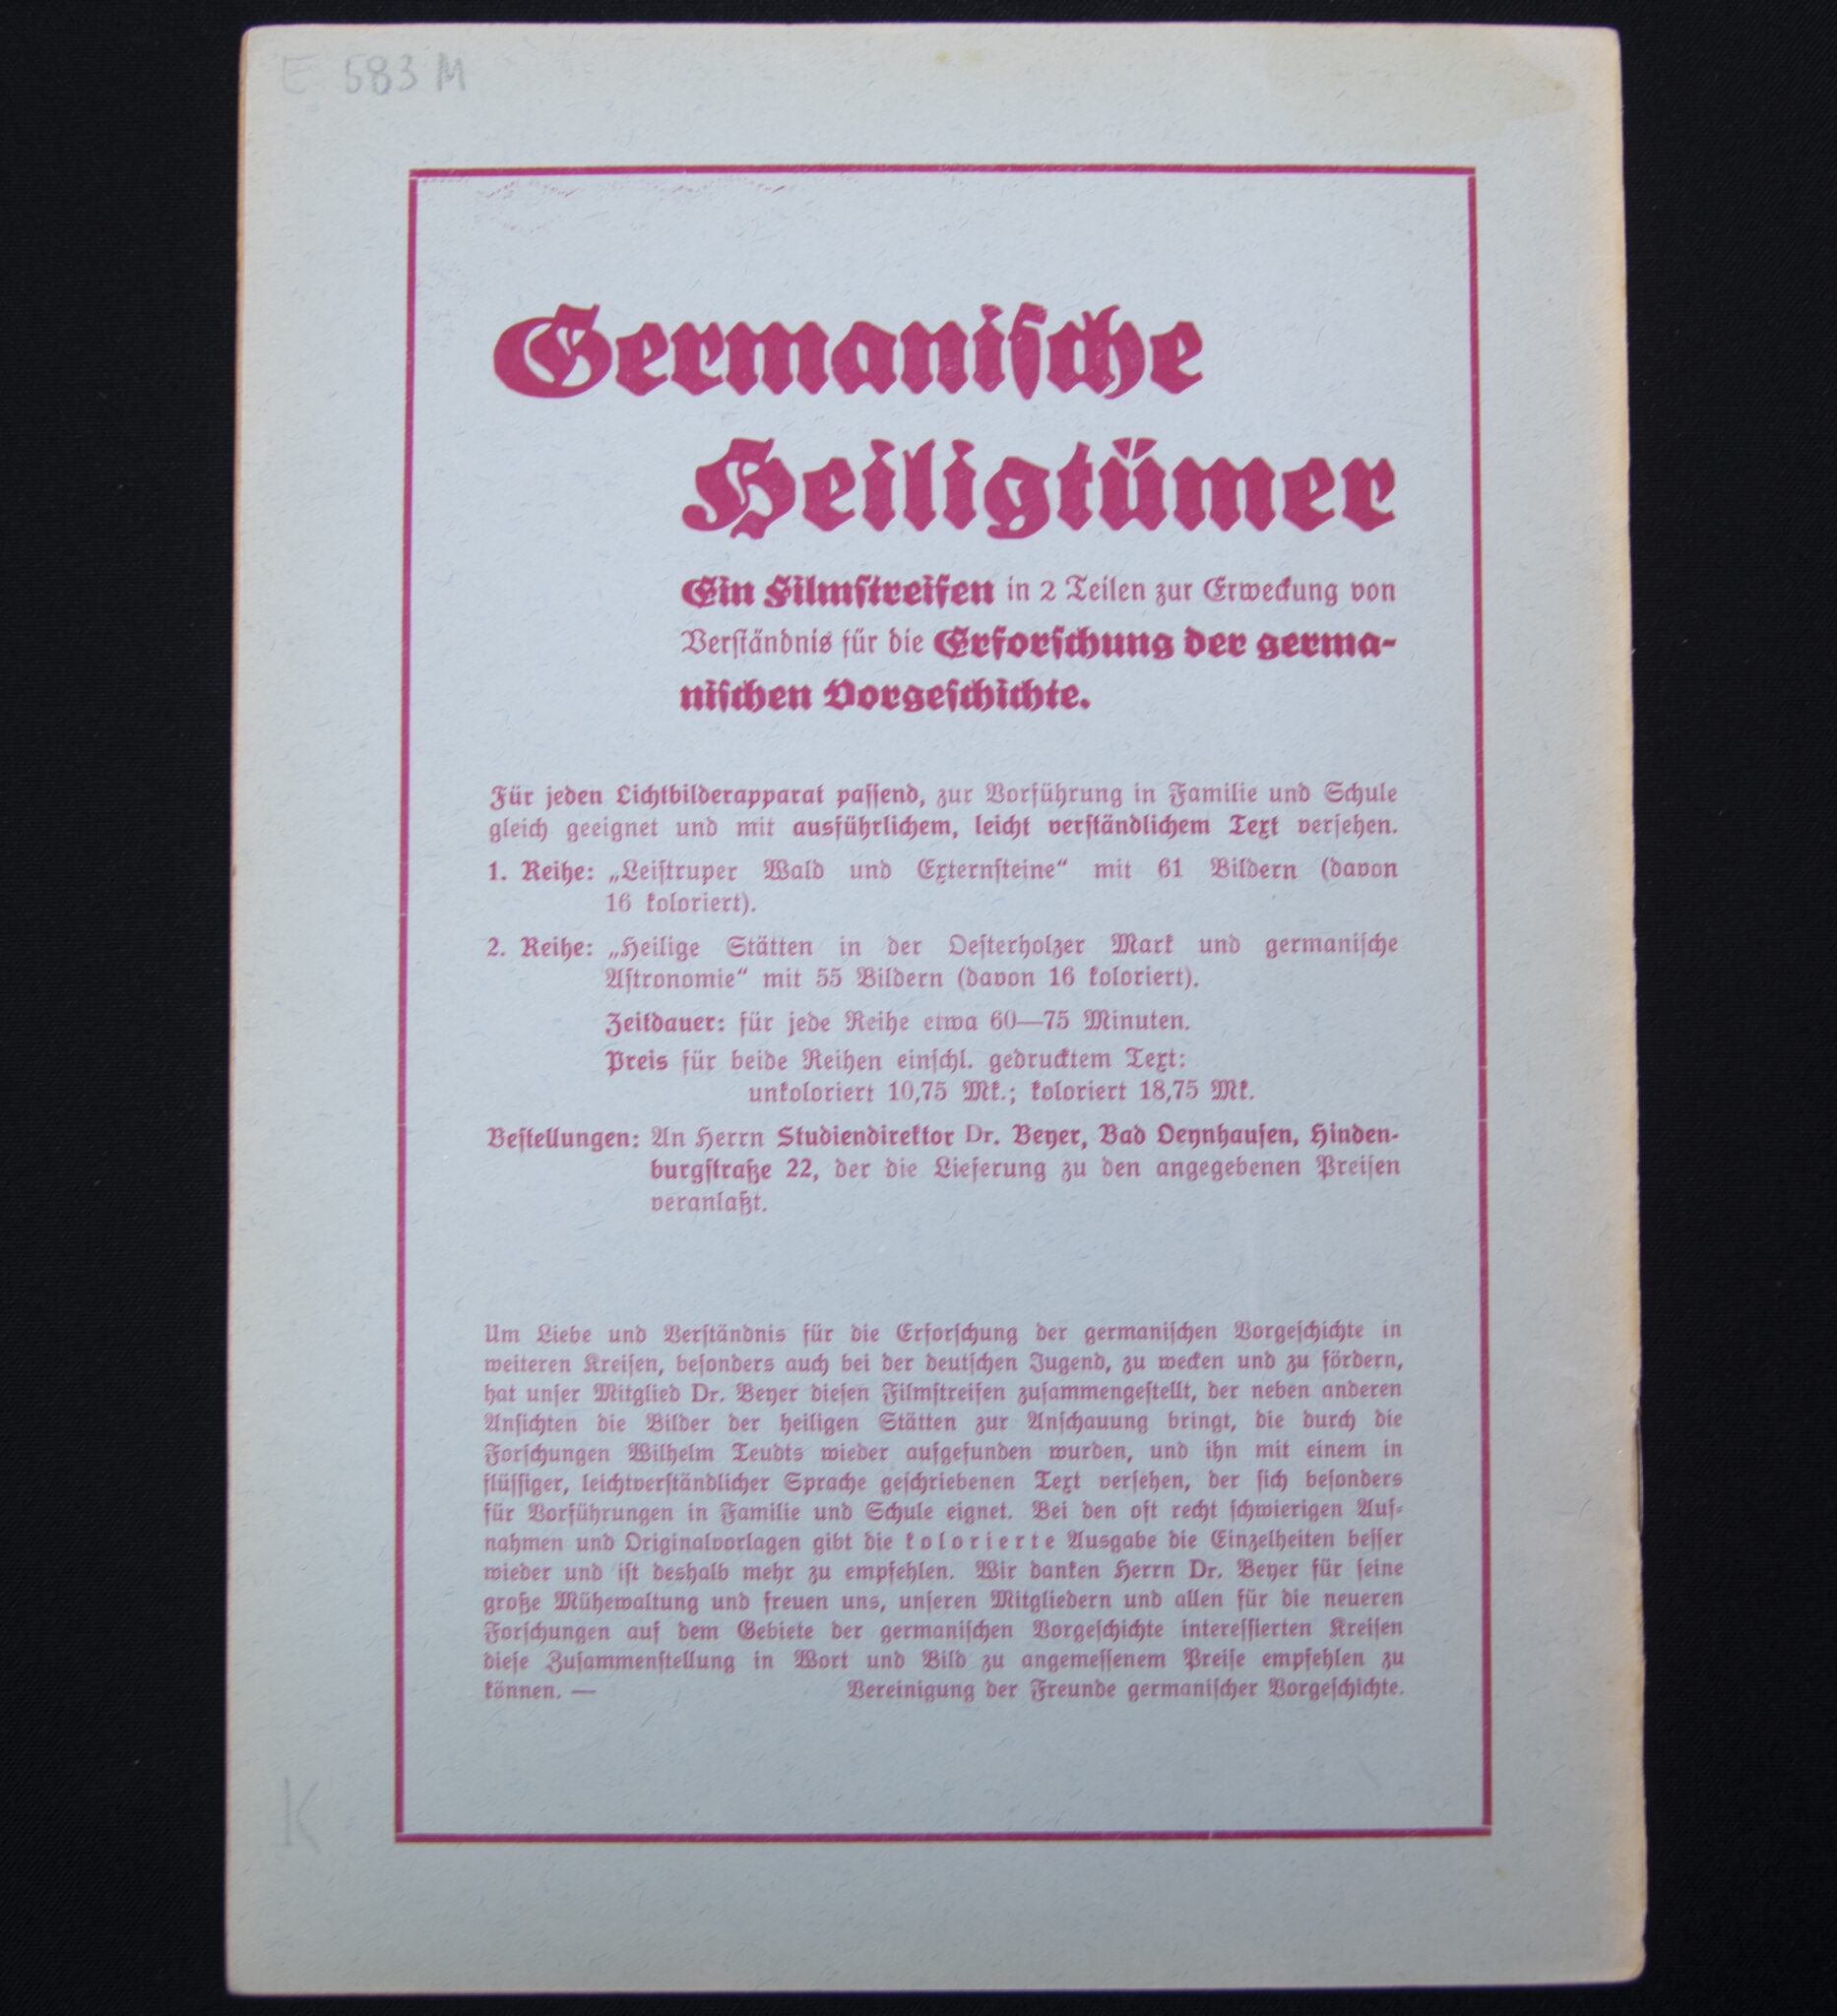 E 583 M
Germanische
Heiligtümer
Ein Filmstreifen in 2 Teilen zur Erweckung von
Verständnis für die Erforschung der germa-
nischen Vorgeschichte.
Für jeden Lichtbilderapparat passend, zur Vorführung in Familie und Schule
gleich geeignet und mit ausführlichem, leicht verständlichem Text versehen.
1. Reihe: „Leistruper Wald und Externsteine“ mit 61 Bildern (davon
16 koloriert).
2. Reihe: „Heilige Stätten in der Oesterholzer Mark und germanische
Astronomie“ mit 55 Bildern (davon 16 koloriert).
Zeitdauer: für jede Reihe etwa 60—75 Minuten.
Preis für beide Reihen einschl. gedrucktem Text:
unkoloriert 10,75 Mk.; koloriert 18,75 Mk.
Bestellungen: An Herrn Studiendirektor Dr. Beyer, Bad Oeynhausen, Hinden-
burgstraße 22, der die Lieferung zu den angegebenen Preisen
veranlaßt.
Um Liebe und Verständnis für die Erforschung der germanischen Vorgeschichte in
weiteren Kreisen, besonders auch bei der deutschen Jugend, zu wecken und zu fördern,
hat unser Mitglied Dr. Beyer diesen Filmstreifen zusammengestellt, der neben anderen
Ansichten die Bilder der heiligen Stätten zur Anschauung bringt, die durch die
Forschungen Wilhelm Teudts wieder aufgefunden wurden, und ihn mit einem in
flüssiger, leichtverständlicher Sprache geschriebenen Text versehen, der sich besonders
für Vorführungen in Familie und Schule eignet. Bei den oft recht schwierigen Auf-
nahmen und Originalvorlagen gibt die kolorierte Ausgabe die Einzelheiten besser
wieder und ist deshalb mehr zu empfehlen. Wir danken Herrn Dr. Beyer für seine
große Mühewaltung und freuen uns, unseren Mitgliedern und allen für die neueren
Forschungen auf dem Gebiete der germanischen Vorgeschichte interessierten Kreisen
diese Zusammenstellung in Wort und Bild zu angemessenem Preise empfehlen zu
können. — Vereinigung der Freunde germanischer Vorgeschichte.
K